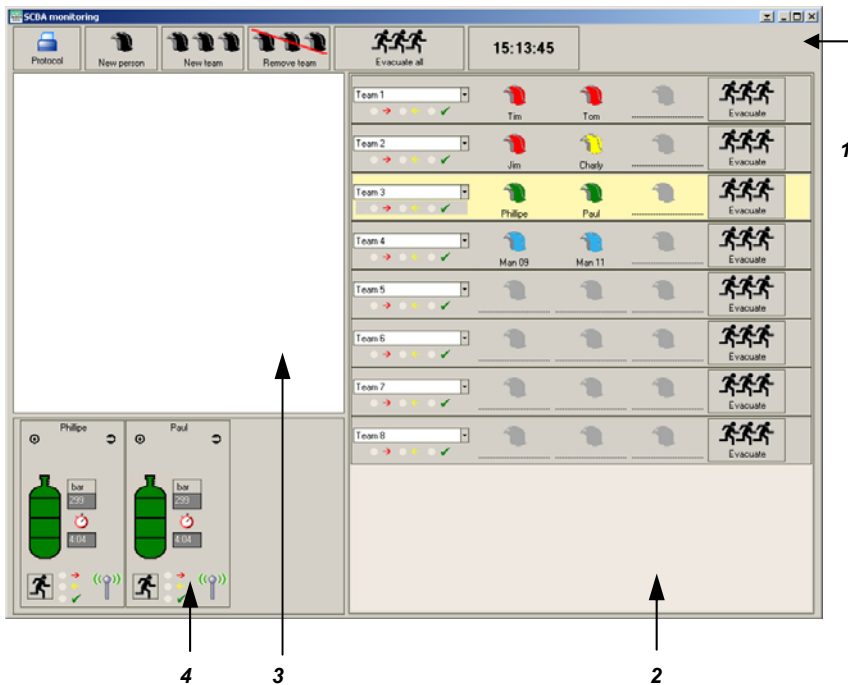 SCBA monitoring
Protocol New person New team Remove team Evacuate all 15:13:45
Team 1 Tim Tom Evacuate
Team 2 Jim Charly Evacuate
Team 3 Phillipe Paul Evacuate
Team 4 Man 09 Man 11 Evacuate
Team 5 Evacuate
Team 6 Evacuate
Team 7 Evacuate
Team 8 Evacuate
Phillipe Paul
bar bar
299 299
4:04 4:04
1
4 3 2